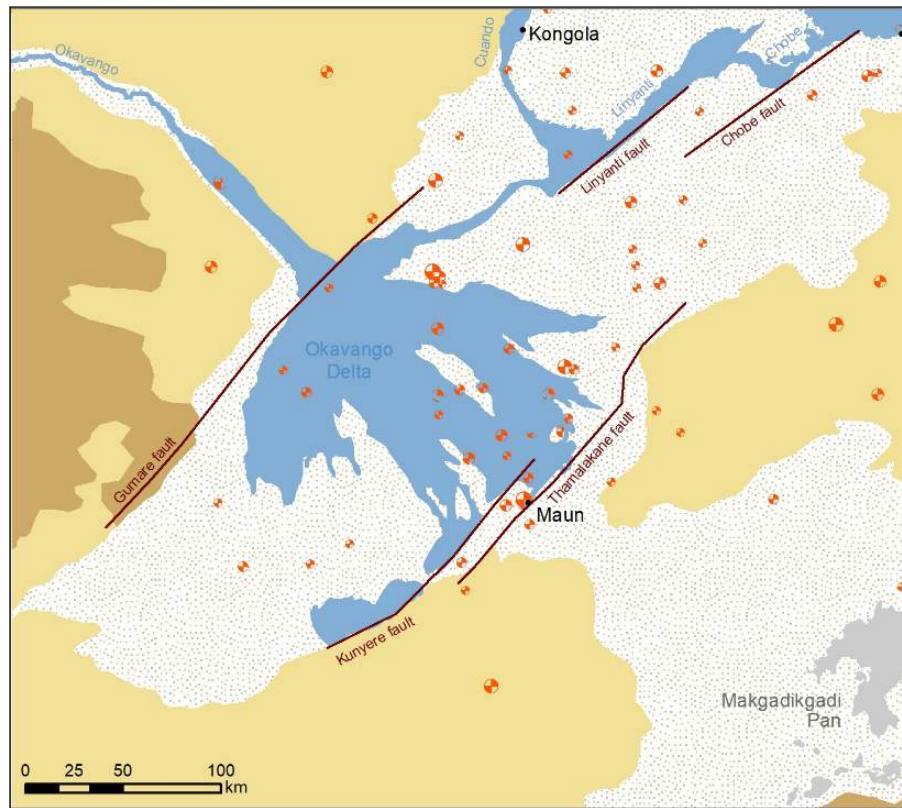 Okavango
Cuando
Kongola
Chobe
Linyanti
Linyanti fault
Chobe fault
Okavango
Delta
Gumare fault
Thamalakane fault
Maun
Kunyere fault
Makgadikgadi
Pan
0 25 50 100
km